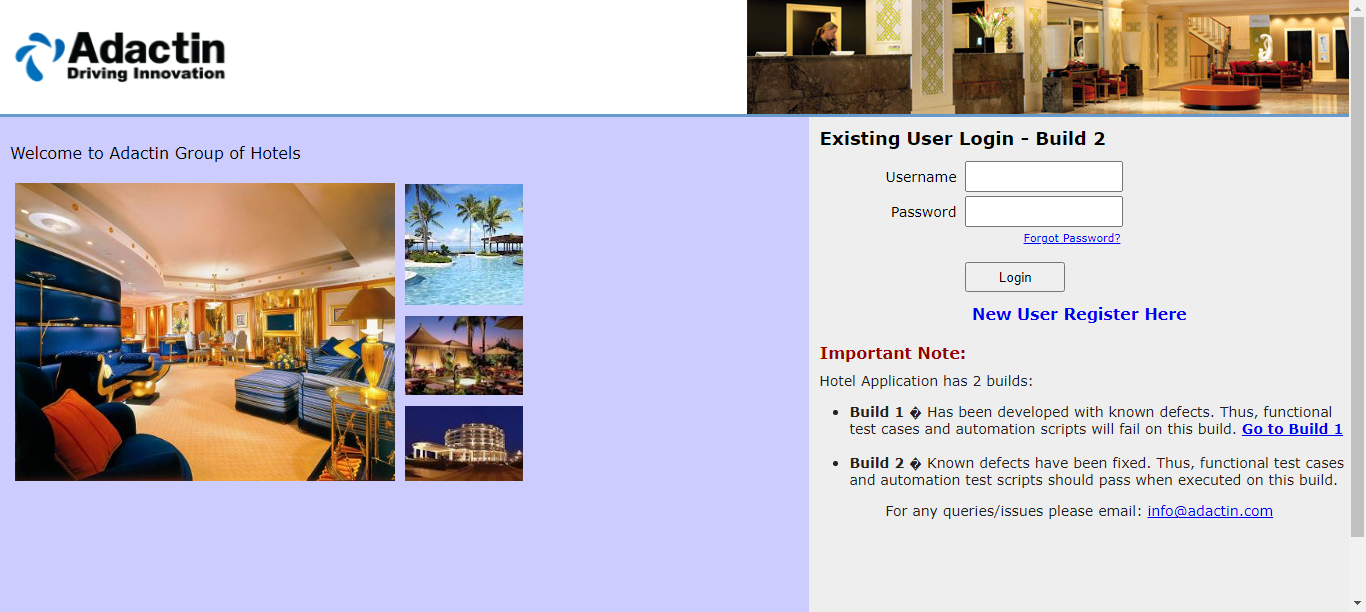 Adactin
Driving Innovation
Welcome to Adactin Group of Hotels
Existing User Login - Build 2
Username
Password
Forgot Password?
Login
New User Register Here
Important Note:
Hotel Application has 2 builds:
• Build 1 � Has been developed with known defects. Thus, functional
test cases and automation scripts will fail on this build. Go to Build 1
• Build 2 � Known defects have been fixed. Thus, functional test cases
and automation test scripts should pass when executed on this build.
For any queries/issues please email: info@adactin.com